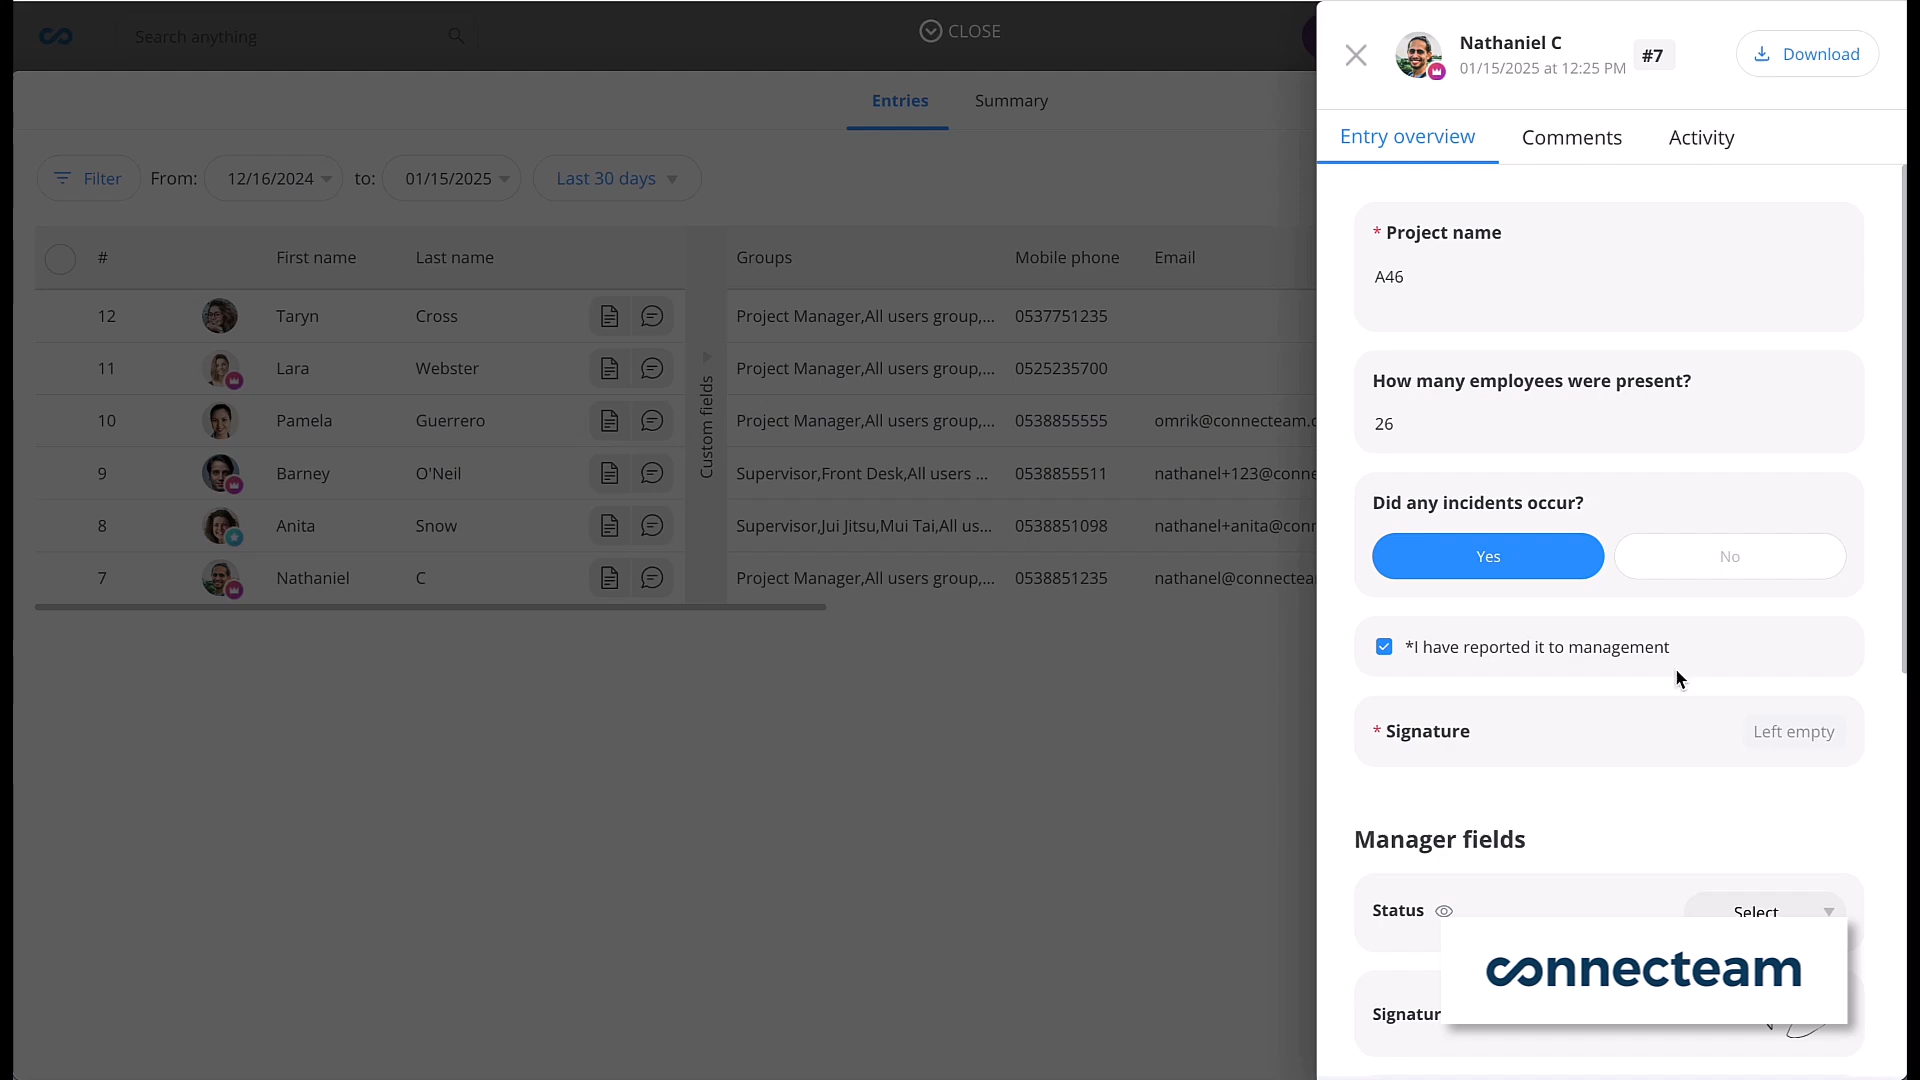 Search anything
CLOSE
Entries
Summary
Filter
From:
12/16/2024
to:
01/15/2025
Last 30 days
# First name Last name Groups Mobile phone Email
12 Taryn Cross Project Manager,All users group,... 0537751235
11 Lara Webster Project Manager,All users group,... 0525235700
10 Pamela Guerrero Project Manager,All users group,... 0538855555 omrik@connecteam.c
9 Barney O'Neil Supervisor,Front Desk,All users ... 0538855511 nathanel+123@conne
8 Anita Snow Supervisor,Jui Jitsu,Mui Tai,All us... 0538851098 nathanel+anita@conr
7 Nathaniel C Project Manager,All users group,... 0538851235 nathanel@connectea
Custom fields
Nathaniel C
01/15/2025 at 12:25 PM
#7
Download
Entry overview
Comments
Activity
* Project name
A46
How many employees were present?
26
Did any incidents occur?
Yes
No
*I have reported it to management
* Signature
Left empty
Manager fields
Status
Select
Signatur
connecteam